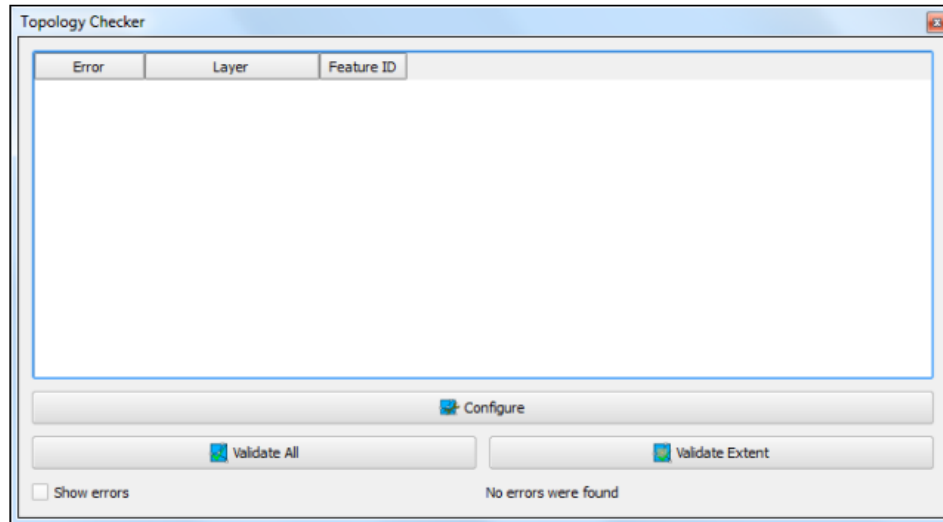 Topology Checker
Error Layer Feature ID
Configure
Validate All Validate Extent
Show errors No errors were found